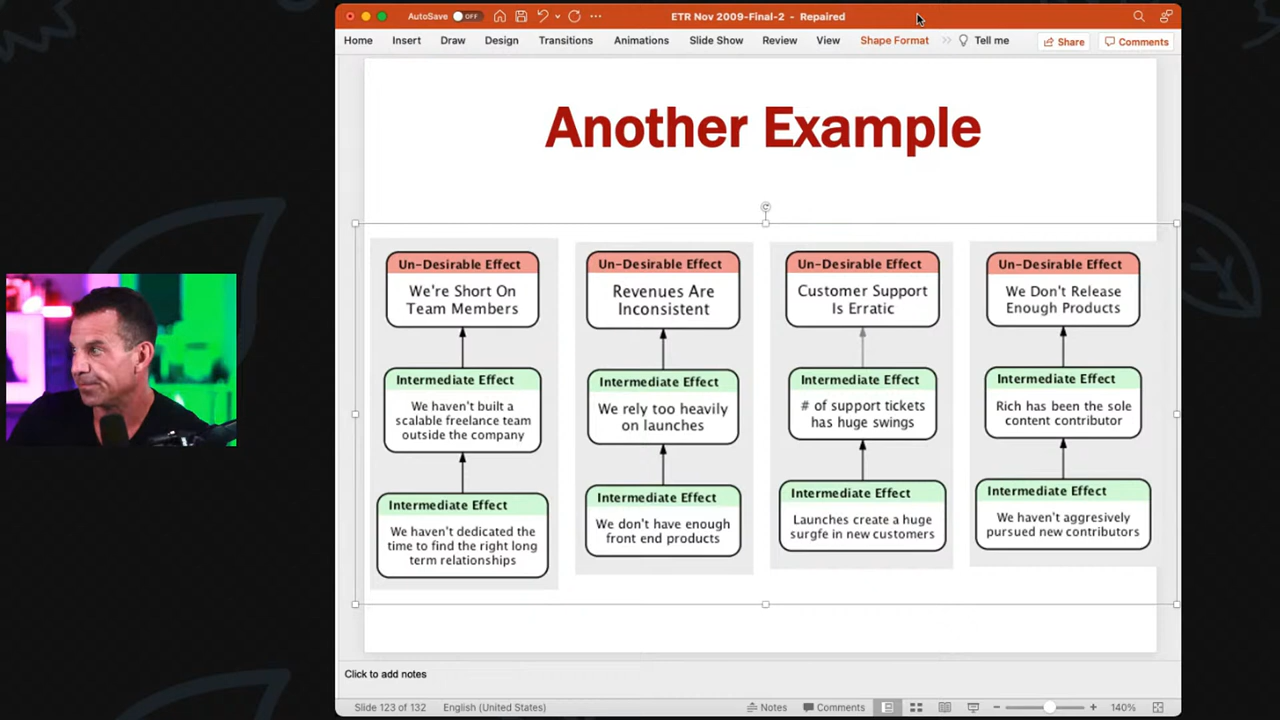 AutoSave OFF
ETR Nov 2009-Final-2 - Repaired
Home Insert Draw Design Transitions Animations Slide Show Review View Shape Format Tell me Share Comments
Another Example
Un-Desirable Effect
We're Short On
Team Members
Intermediate Effect
We haven't built a
scalable freelance team
outside the company
Intermediate Effect
We haven't dedicated the
time to find the right long
term relationships
Un-Desirable Effect
Revenues Are
Inconsistent
Intermediate Effect
We rely too heavily
on launches
Intermediate Effect
We don't have enough
front end products
Un-Desirable Effect
Customer Support
Is Erratic
Intermediate Effect
# of support tickets
has huge swings
Intermediate Effect
Launches create a huge
surgfe in new customers
Un-Desirable Effect
We Don't Release
Enough Products
Intermediate Effect
Rich has been the sole
content contributor
Intermediate Effect
We haven't aggresively
pursued new contributors
Click to add notes
Slide 123 of 132 English (United States) Notes Comments 140%